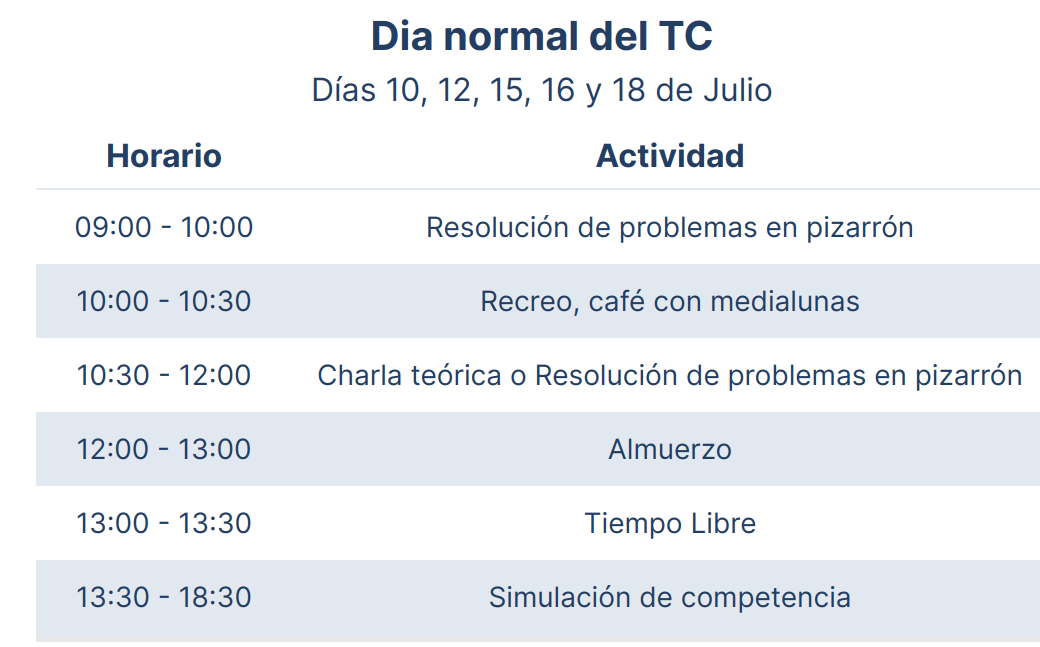 Dia normal del TC
Días 10, 12, 15, 16 y 18 de Julio
Horario Actividad
09:00 - 10:00 Resolución de problemas en pizarrón
10:00 - 10:30 Recreo, café con medialunas
10:30 - 12:00 Charla teórica o Resolución de problemas en pizarrón
12:00 - 13:00 Almuerzo
13:00 - 13:30 Tiempo Libre
13:30 - 18:30 Simulación de competencia